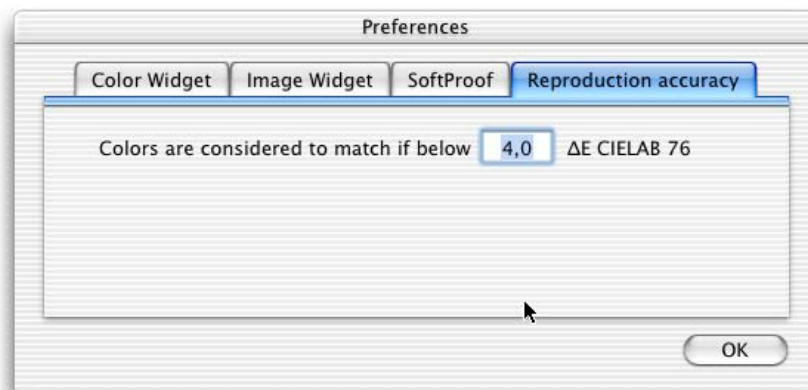 Preferences
Color Widget Image Widget SoftProof Reproduction accuracy
Colors are considered to match if below 4,0 ΔE CIELAB 76
OK